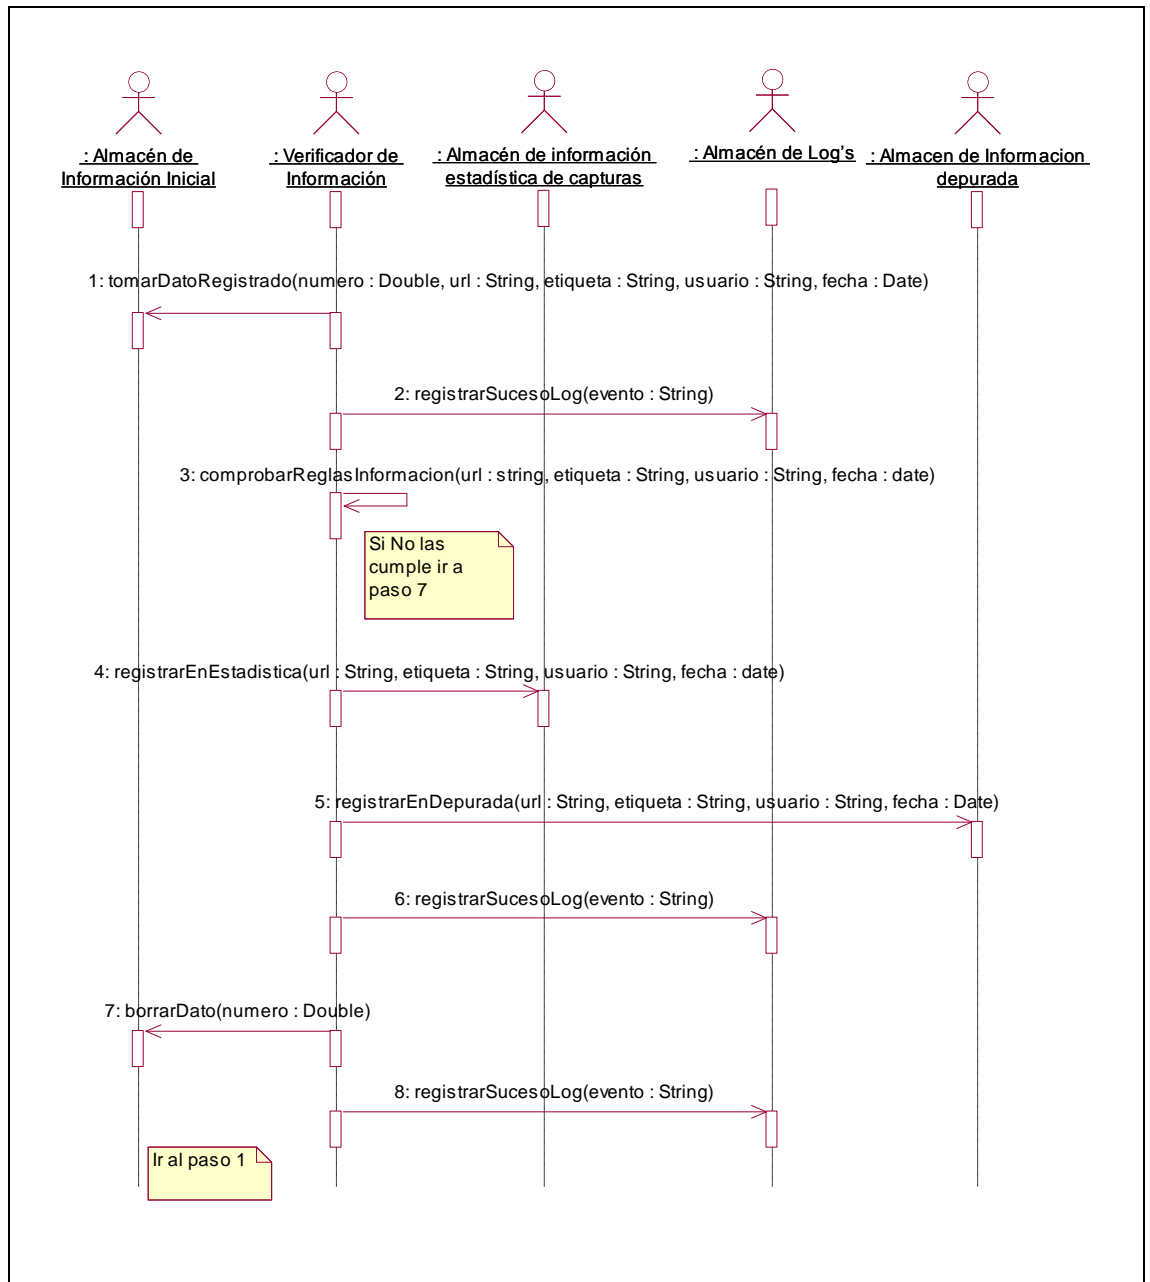 : Almacén de
Información Inicial
: Verificador de
Información
: Almacén de información
estadística de capturas
: Almacén de Log's
: Almacen de Informacion
depurada
1: tomarDatoRegistrado(numero : Double, url : String, etiqueta : String, usuario : String, fecha : Date)
2: registrarSucesoLog(evento : String)
3: comprobarReglasInformacion(url : string, etiqueta : String, usuario : String, fecha : date)
Si No las
cumple ir a
paso 7
4: registrarEnEstadistica(url : String, etiqueta : String, usuario : String, fecha : date)
5: registrarEnDepurada(url : String, etiqueta : String, usuario : String, fecha : Date)
6: registrarSucesoLog(evento : String)
7: borrarDato(numero : Double)
8: registrarSucesoLog(evento : String)
Ir al paso 1